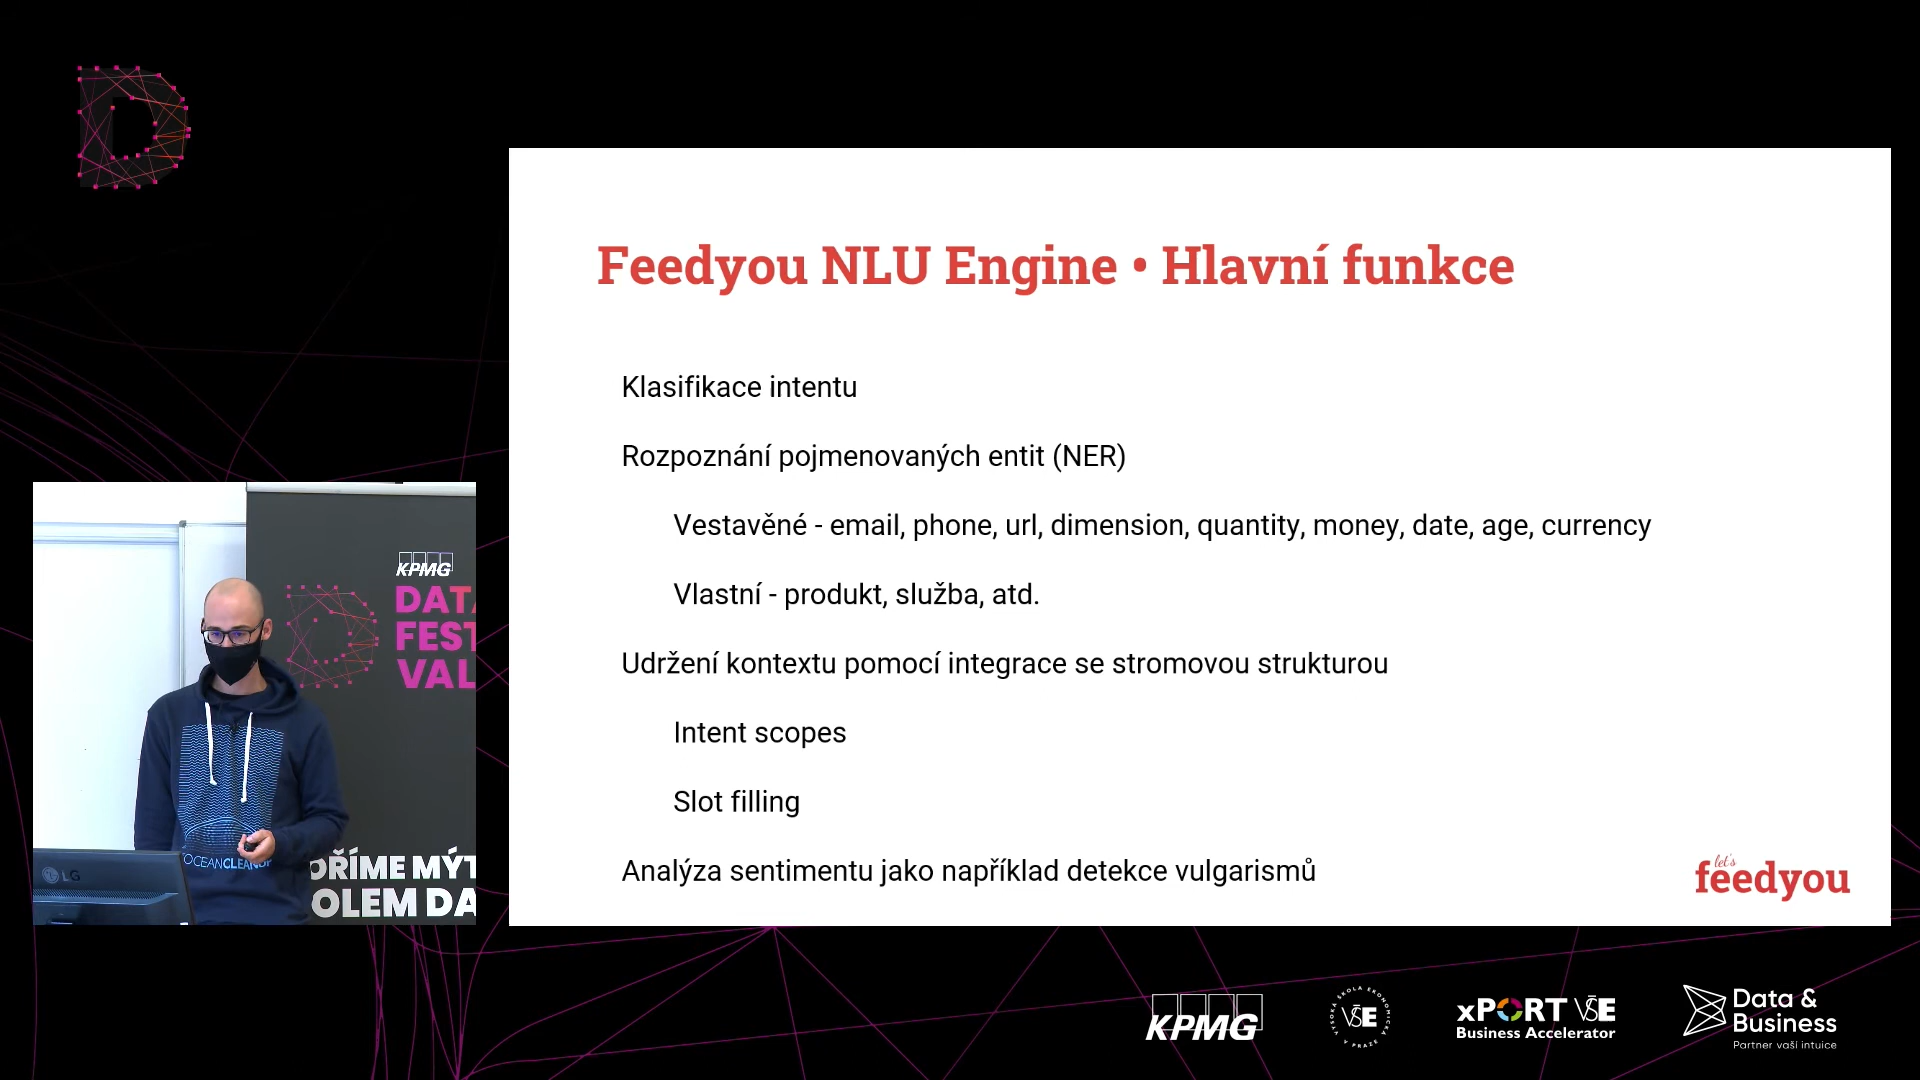 Feedyou NLU Engine • Hlavní funkce
Klasifikace intentu
Rozpoznání pojmenovaných entit (NER)
Vestavěné - email, phone, url, dimension, quantity, money, date, age, currency
Vlastní - produkt, služba, atd.
Udržení kontextu pomocí integrace se stromovou strukturou
Intent scopes
Slot filling
Analýza sentimentu jako například detekce vulgarismů
let's
feedyou
KPMG
DATA
FEST
VAL
OŘÍME MÝT
OLEM DA
OCEANCLEANUP
LG
KPMG
VYSOKÁ ŠKOLA EKONOMICKÁ V PRAZE
VŠE
xPORT VŠE
Business Accelerator
Data &
Business
Partner vaší intuice